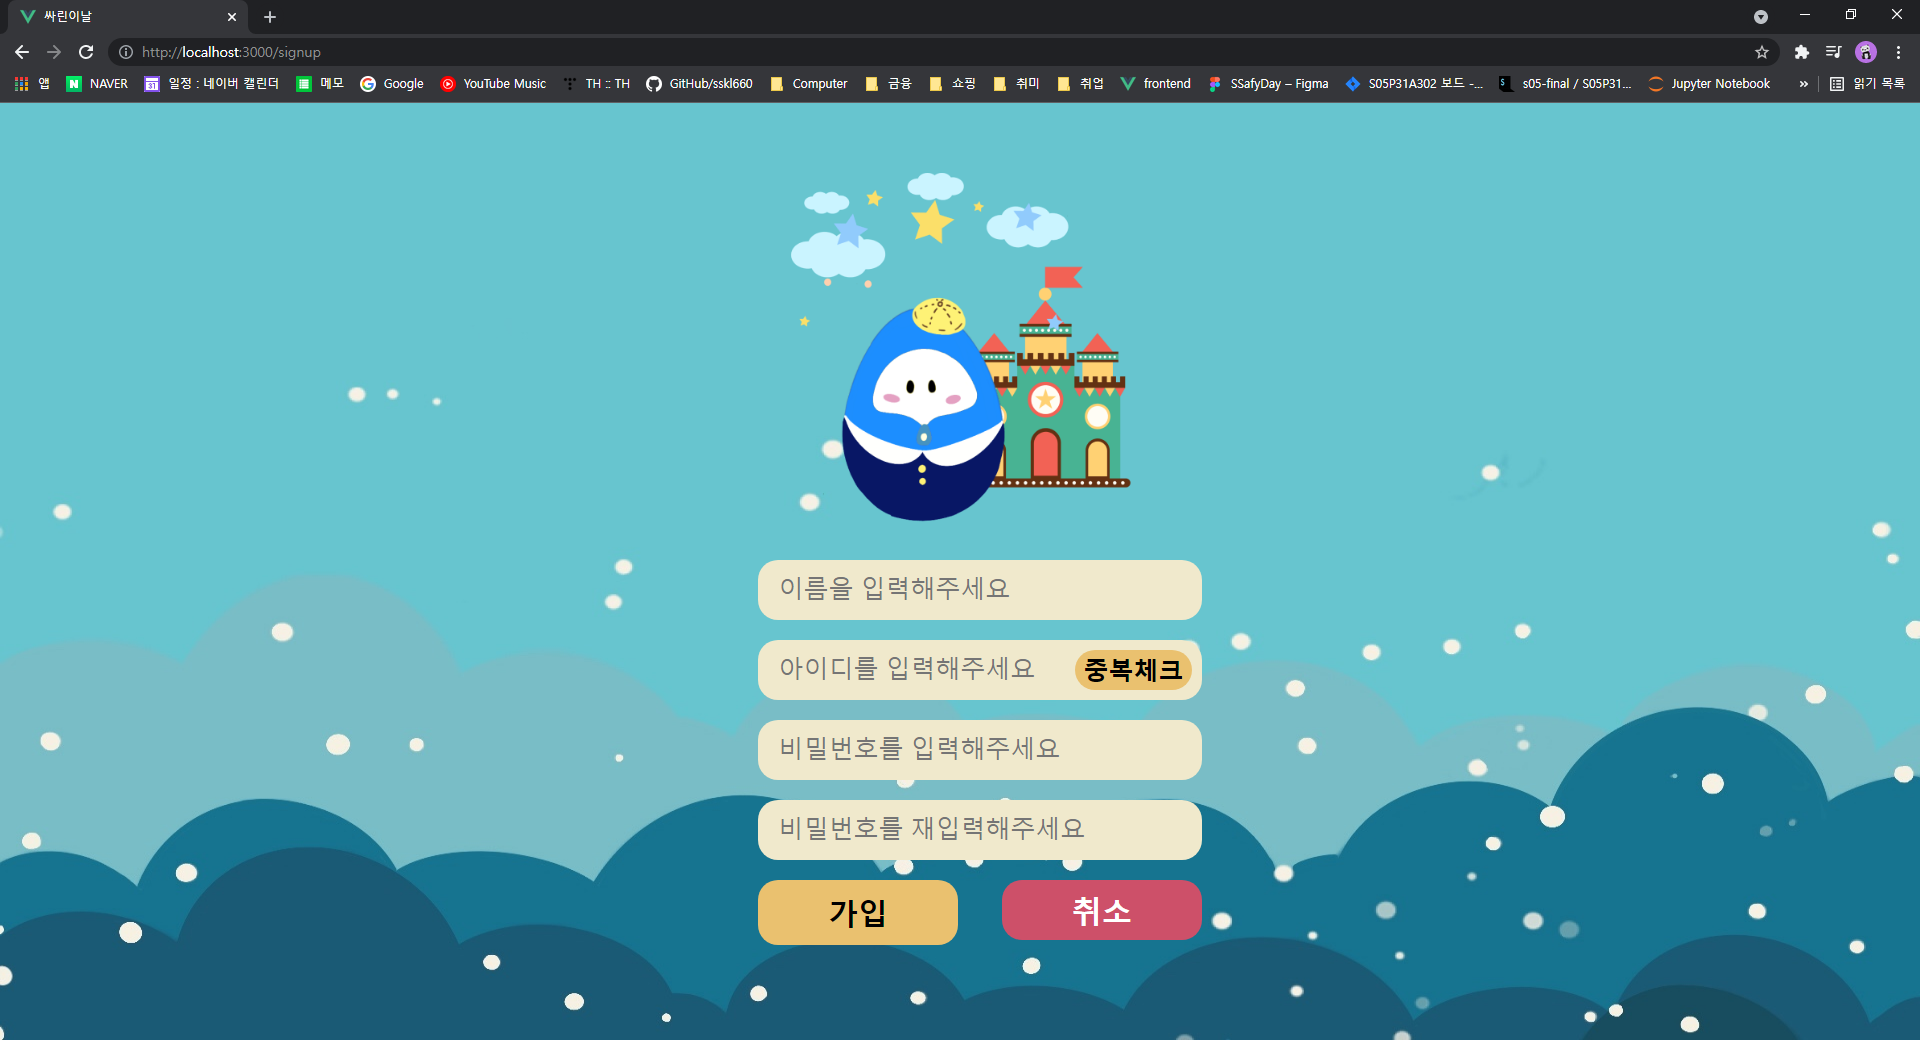 싸린이날
http://localhost:3000/signup
앱 NAVER 일정 : 네이버 캘린더 메모 Google YouTube Music TH :: TH GitHub/sskl660 Computer 금융 쇼핑 취미 취업 frontend SSafyDay – Figma S05P31A302 보드 -... s05-final / S05P31... Jupyter Notebook » 읽기 목록
이름을 입력해주세요
아이디를 입력해주세요 중복체크
비밀번호를 입력해주세요
비밀번호를 재입력해주세요
가입 취소